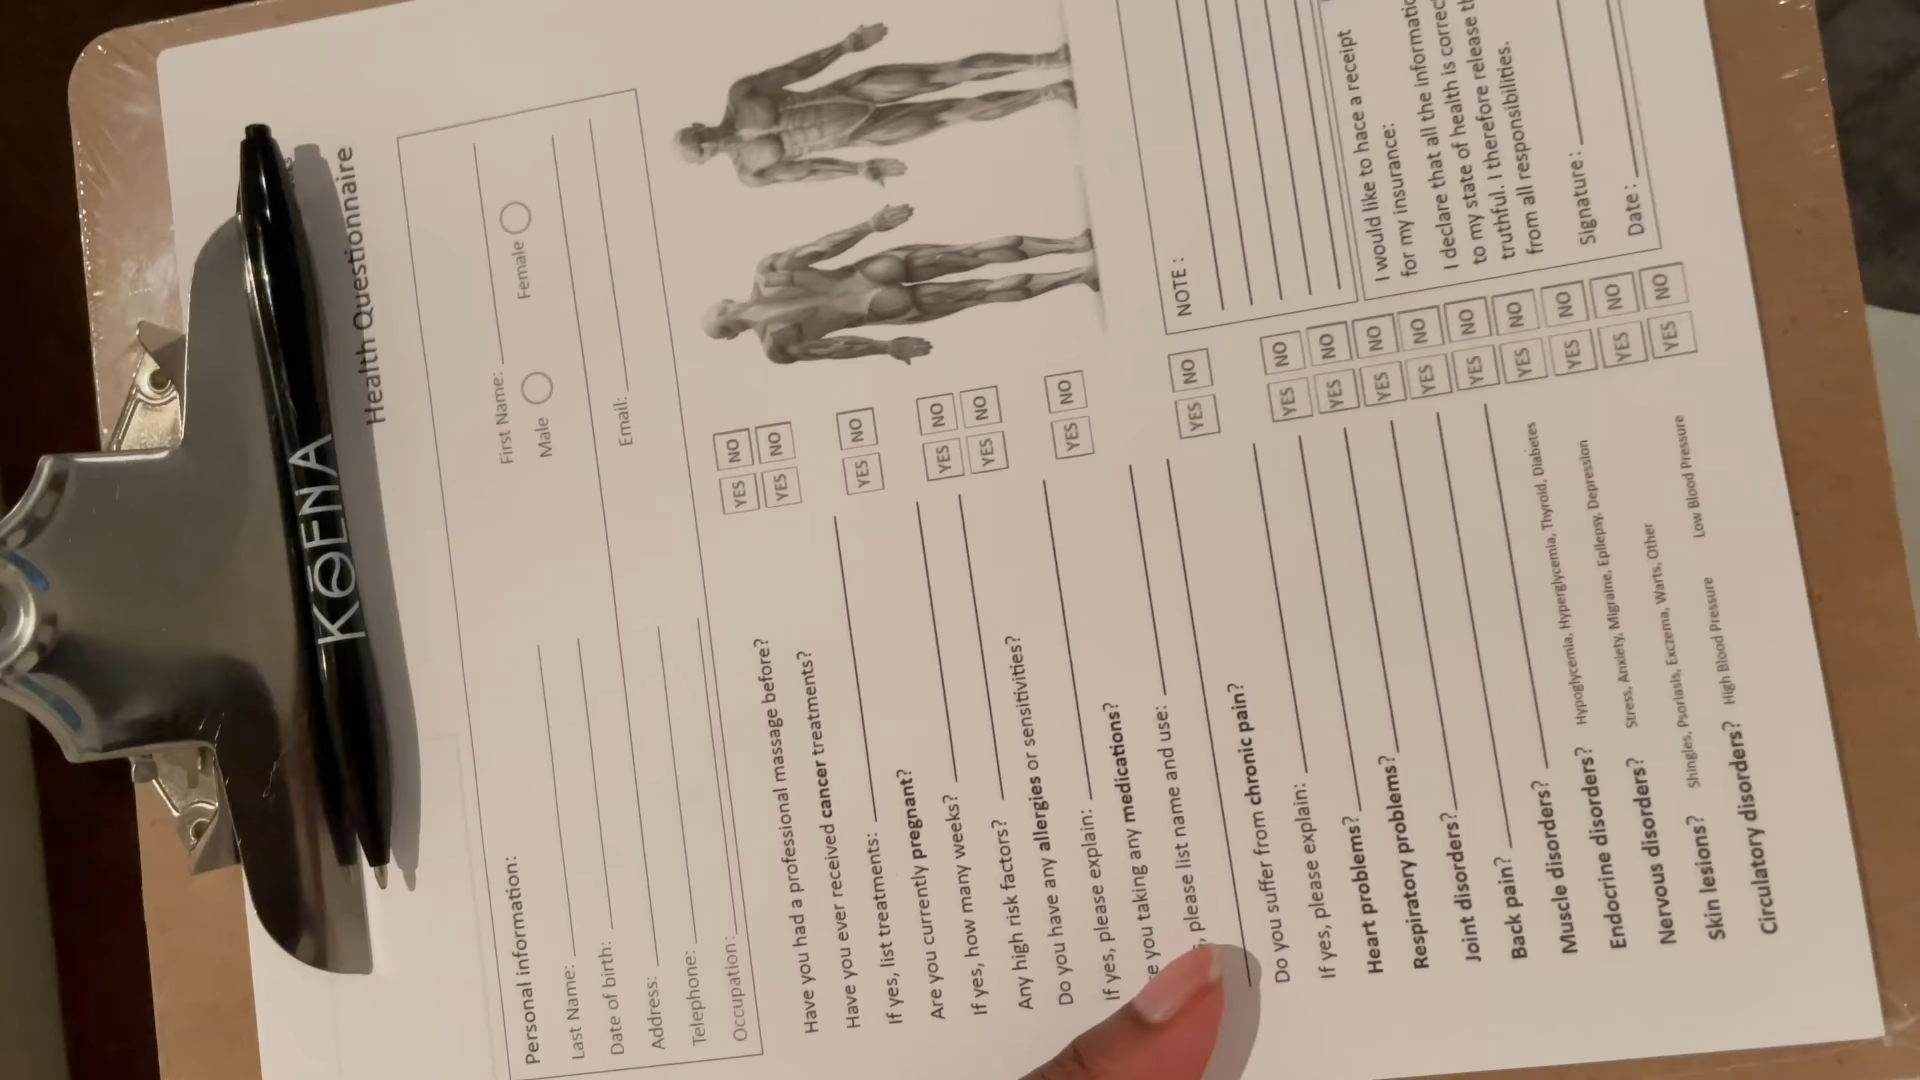 KOENA
Health Questionnaire
Personal information:
Last Name: First Name:
Date of birth: Male Female
Address:
Telephone: Email:
Occupation:
Have you had a professional massage before? YES NO
Have you ever received cancer treatments? YES NO
If yes, list treatments:
Are you currently pregnant? YES NO
If yes, how many weeks?
Any high risk factors? YES NO
Do you have any allergies or sensitivities? YES NO
If yes, please explain:
you taking any medications? YES NO
please list name and use:
Do you suffer from chronic pain? YES NO
If yes, please explain:
Heart problems? YES NO
Respiratory problems? YES NO
Joint disorders? YES NO
Back pain? YES NO
Muscle disorders? YES NO
Endocrine disorders? Hypoglycemia, Hyperglycemia, Thyroid, Diabetes YES NO
Nervous disorders? Stress, Anxiety, Migraine, Epilepsy, Depression YES NO
Skin lesions? Shingles, Psoriasis, Exczema, Warts, Other YES NO
Circulatory disorders? High Blood Pressure Low Blood Pressure YES NO
NOTE :
I would like to hace a receipt
for my insurance:
I declare that all the
to my state of health is
truthful. I therefore release
from all responsibilities.
Signature :
Date :